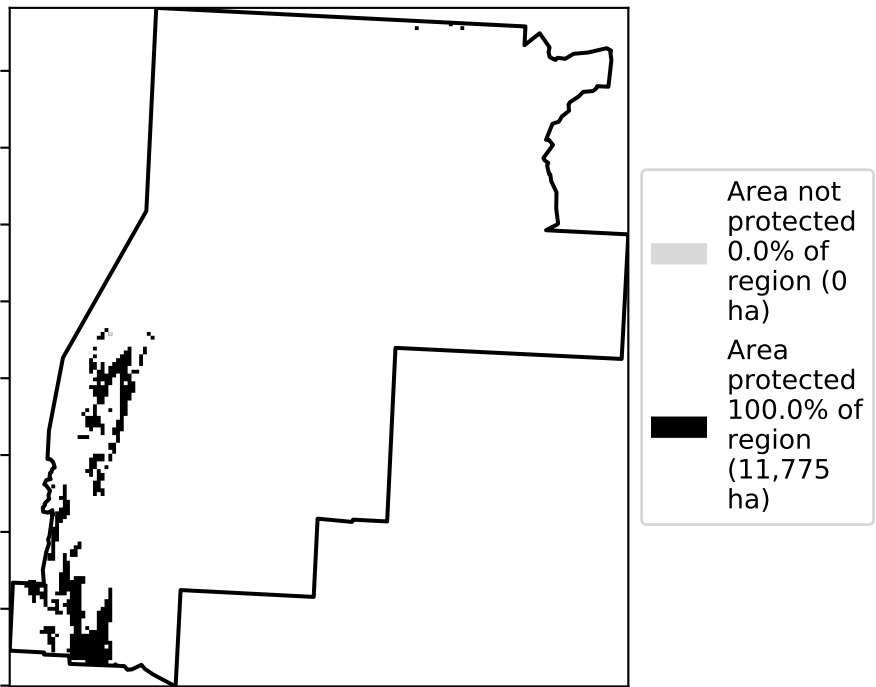 Area not
protected
0.0% of
region (0
ha)
Area
protected
100.0% of
region
(11,775
ha)